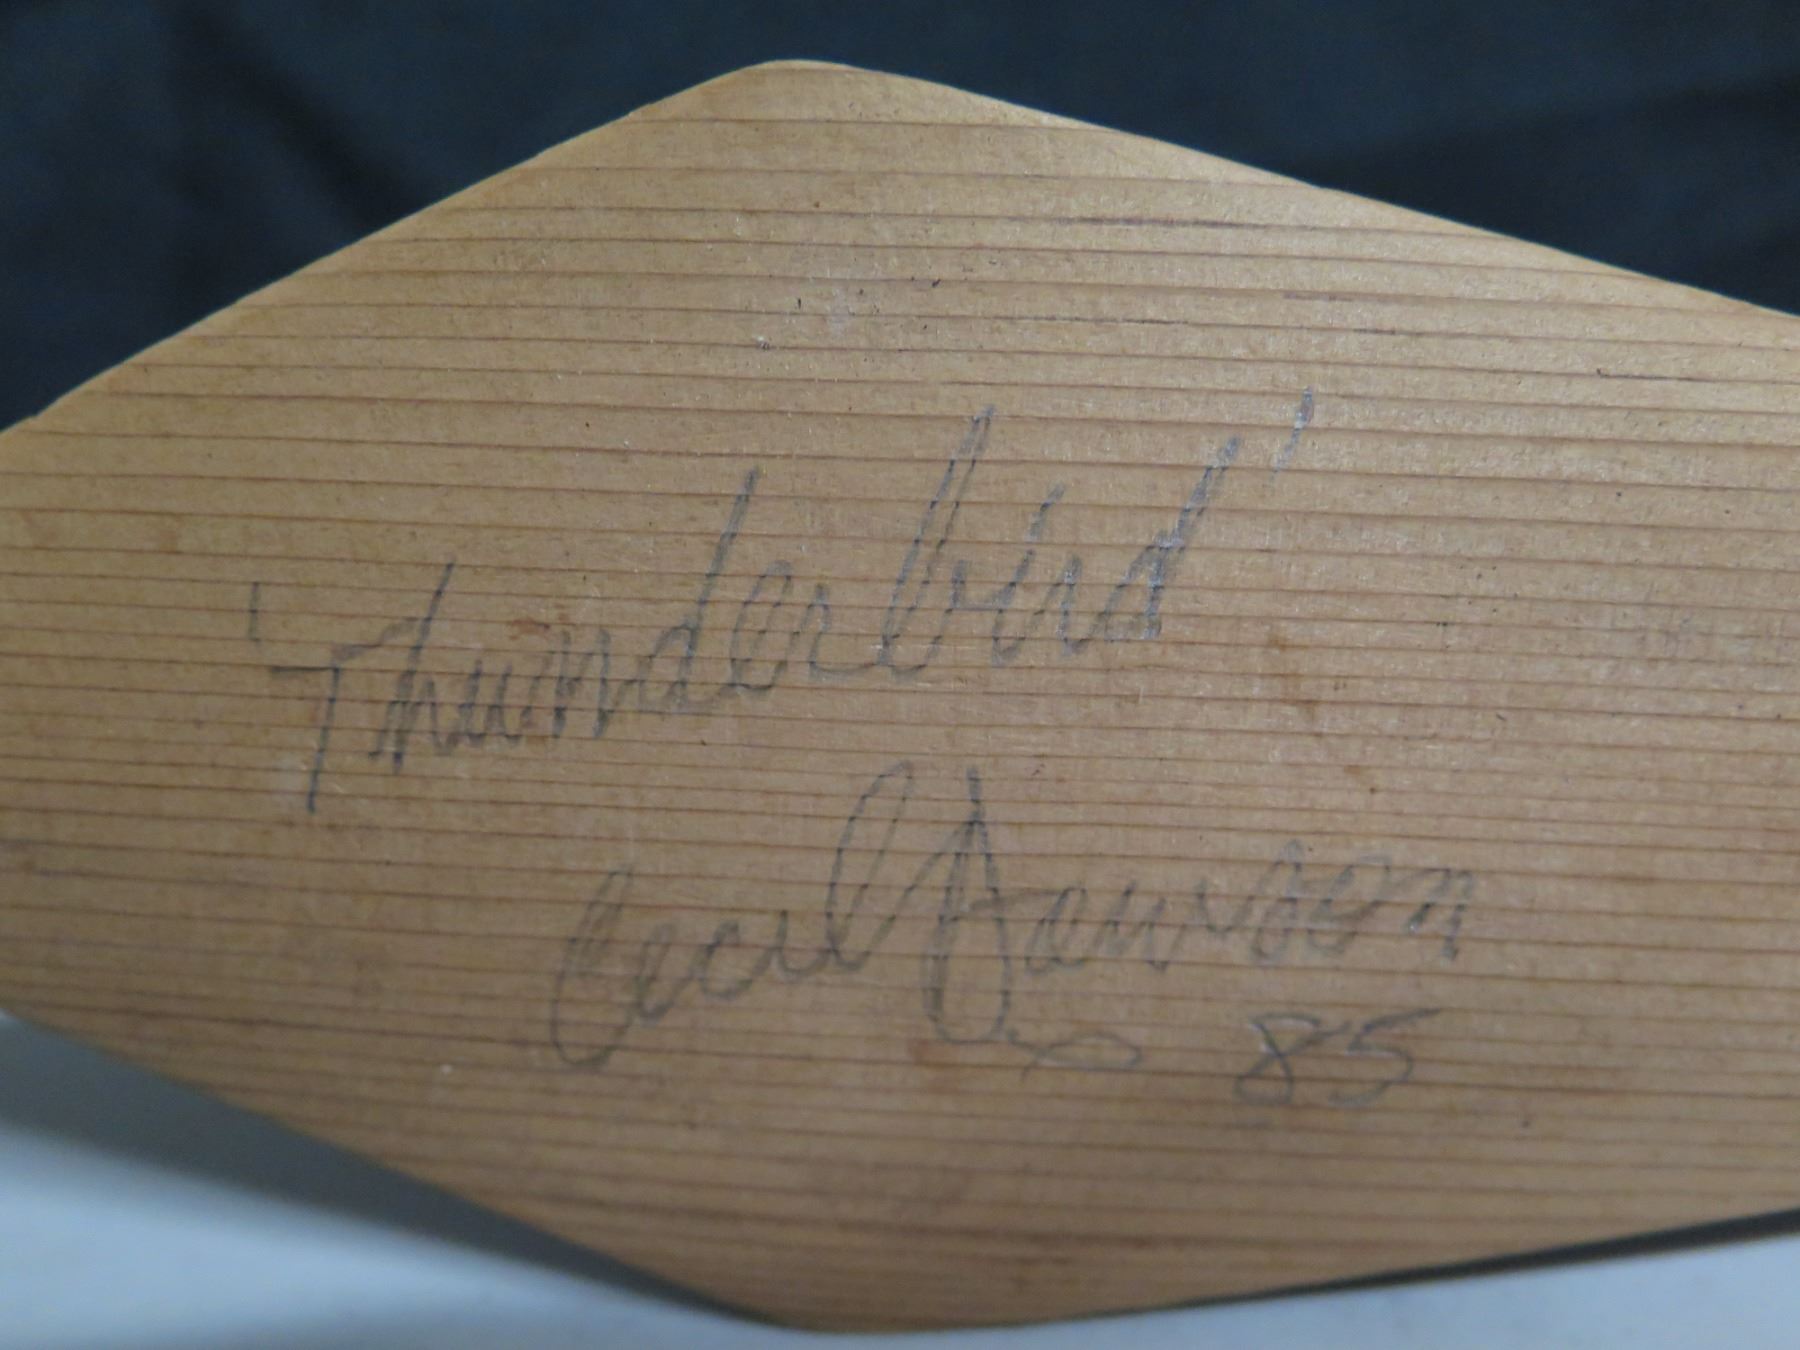 'Thunderbird'
Cecil Dawson
85